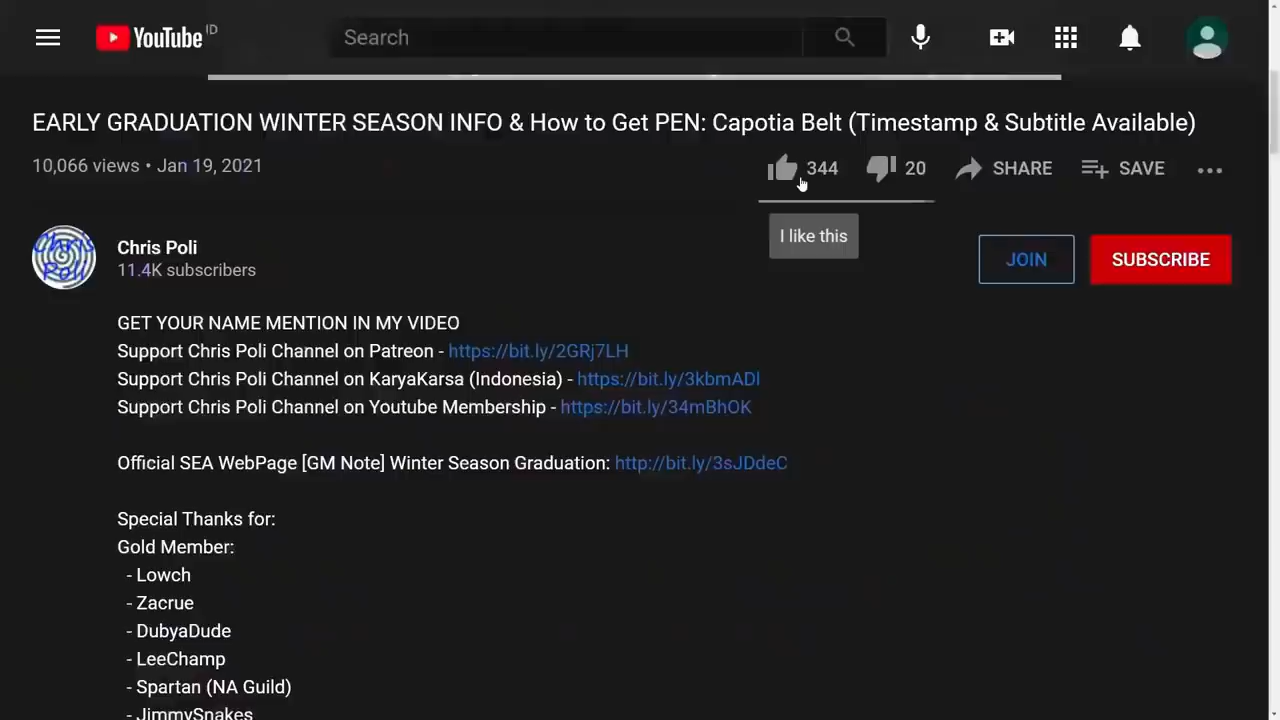 YouTube ID
Search
EARLY GRADUATION WINTER SEASON INFO & How to Get PEN: Capotia Belt (Timestamp & Subtitle Available)
10,066 views • Jan 19, 2021
344 20 SHARE SAVE
I like this
Chris Poli
Chris Poli
11.4K subscribers
JOIN SUBSCRIBE
GET YOUR NAME MENTION IN MY VIDEO
Support Chris Poli Channel on Patreon - https://bit.ly/2GRj7LH
Support Chris Poli Channel on KaryaKarsa (Indonesia) - https://bit.ly/3kbmADl
Support Chris Poli Channel on Youtube Membership - https://bit.ly/34mBhOK
Official SEA WebPage [GM Note] Winter Season Graduation: http://bit.ly/3sJDdeC
Special Thanks for:
Gold Member:
- Lowch
- Zacrue
- DubyaDude
- LeeChamp
- Spartan (NA Guild)
- JimmySnakes